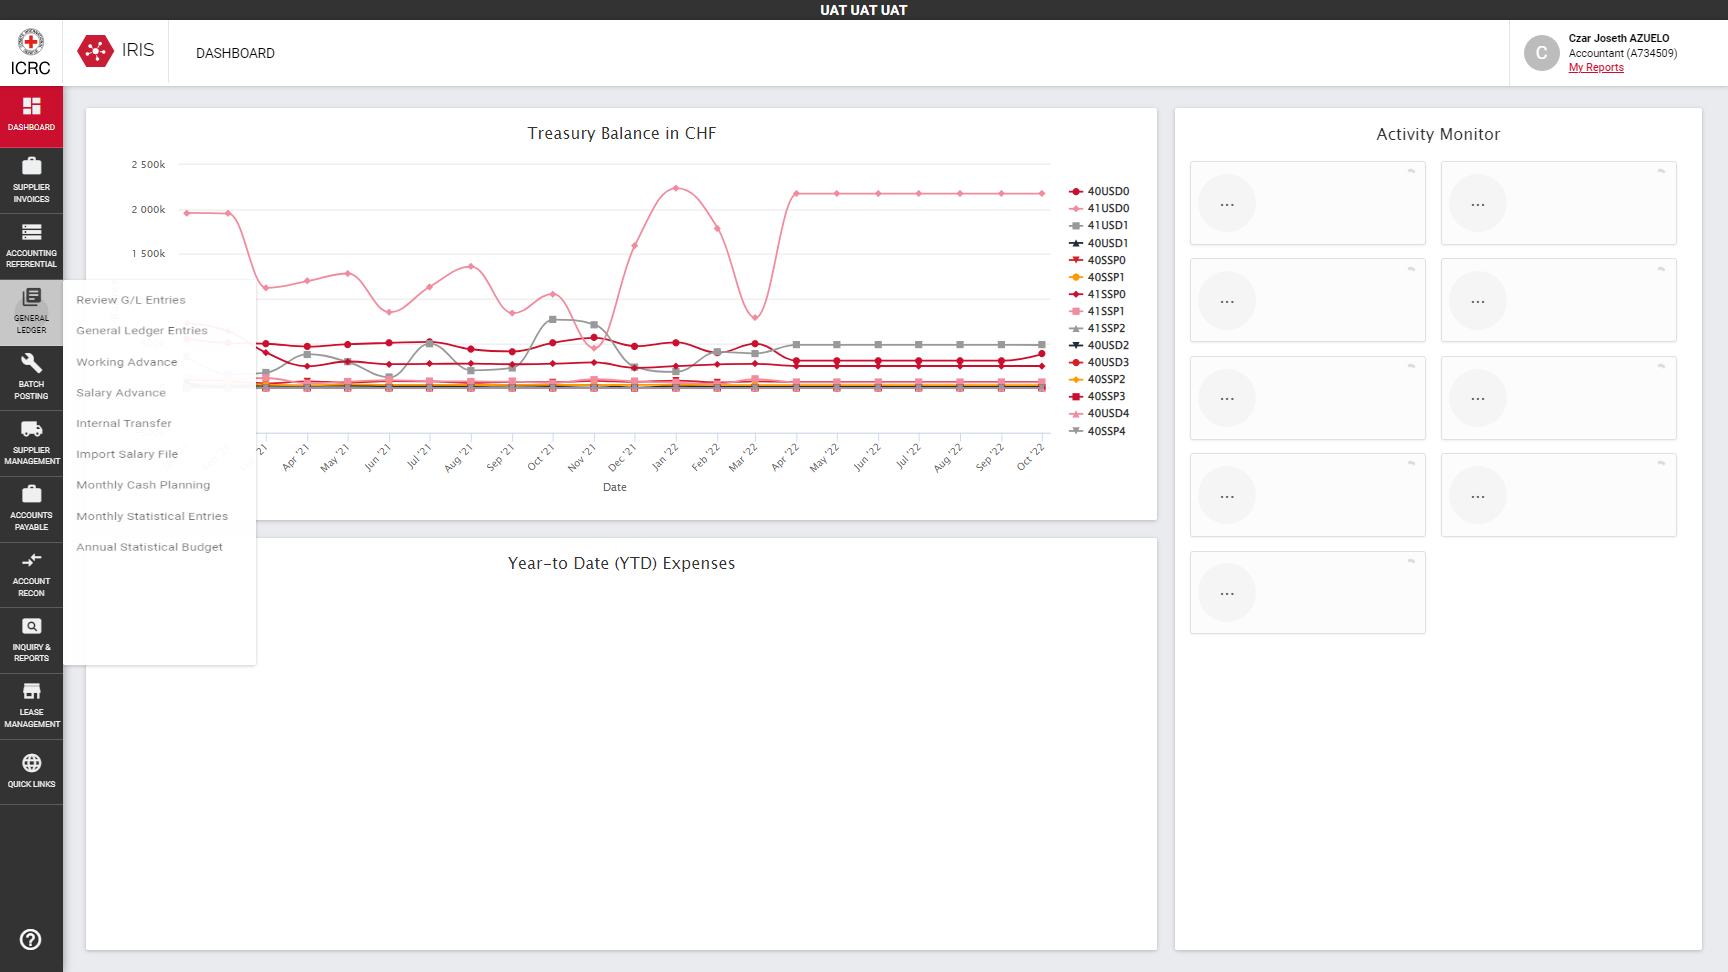 UAT UAT UAT
ICRC
IRIS
DASHBOARD
Czar Joseth AZUELO
C
Accountant (A734509)
My Reports
DASHBOARD
SUPPLIER
INVOICES
ACCOUNTING
REFERENTIAL
GENERAL
LEDGER
BATCH
POSTING
SUPPLIER
MANAGEMENT
ACCOUNTS
PAYABLE
ACCOUNT
RECON
INQUIRY &
REPORTS
LEASE
MANAGEMENT
QUICK LINKS
Review G/L Entries
General Ledger Entries
Working Advance
Salary Advance
Internal Transfer
Import Salary File
Monthly Cash Planning
Monthly Statistical Entries
Annual Statistical Budget
Treasury Balance in CHF
2 500k
2 000k
1 500k
40USD0
41USD0
41USD1
40USD1
40SSP0
40SSP1
41SSP0
41SSP1
41SSP2
40USD2
40USD3
40SSP2
40SSP3
40USD4
40SSP4
Apr '21
May '21
Jun '21
Jul '21
Aug '21
Sep '21
Oct '21
Nov '21
Dec '21
Jan '22
Feb '22
Mar '22
Apr '22
May '22
Jun '22
Jul '22
Aug '22
Sep '22
Oct '22
Date
Year-to Date (YTD) Expenses
Activity Monitor
...
...
...
...
...
...
...
...
...